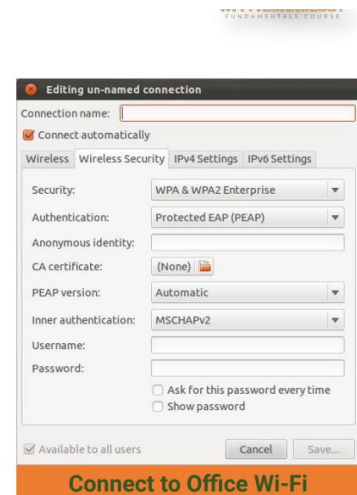 FUNDAMENTALS COURSE
Editing un-named connection
Connection name:
Connect automatically
Wireless Wireless Security IPv4 Settings IPv6 Settings
Security: WPA & WPA2 Enterprise
Authentication: Protected EAP (PEAP)
Anonymous identity:
CA certificate: (None)
PEAP version: Automatic
Inner authentication: MSCHAPv2
Username:
Password:
Ask for this password every time
Show password
Available to all users Cancel Save...
Connect to Office Wi-Fi